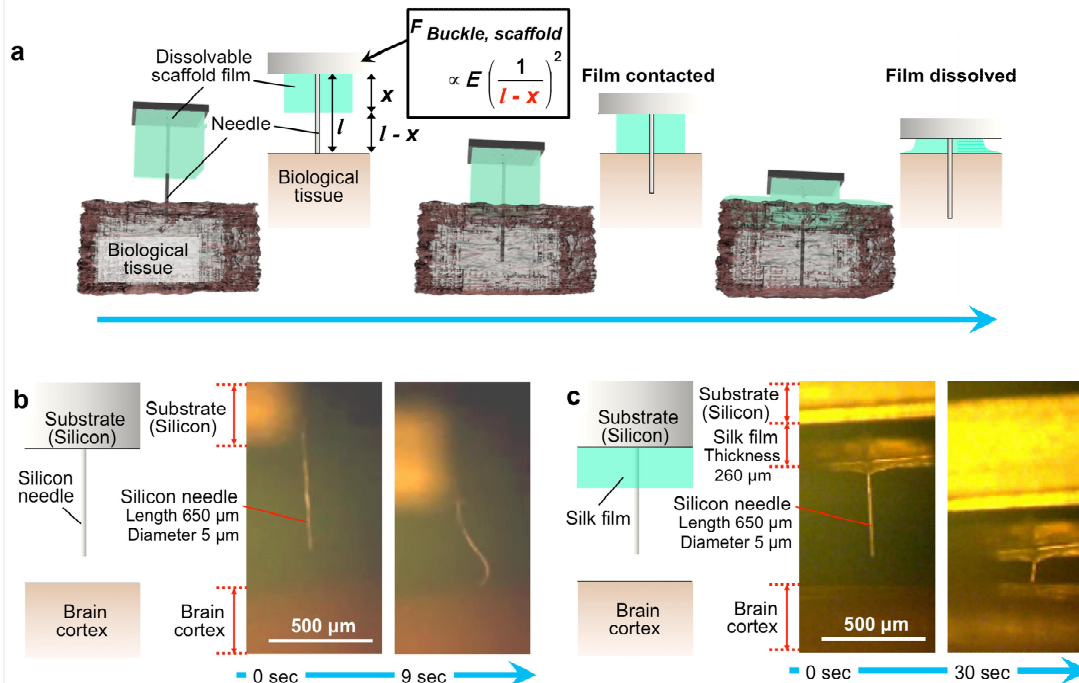 a
Dissolvable
scaffold film
Needle
F Buckle, scaffold
∝ E ( 1 / l - x )²
x
l
l - x
Biological
tissue
Biological
tissue
Film contacted
Film dissolved
b
Substrate
(Silicon)
Silicon
needle
Brain
cortex
Substrate
(Silicon)
Silicon needle
Length 650 µm
Diameter 5 µm
Brain
cortex
500 µm
0 sec
9 sec
c
Substrate
(Silicon)
Silk film
Brain
cortex
Substrate
(Silicon)
Silk film
Thickness
260 µm
Silicon needle
Length 650 µm
Diameter 5 µm
Brain
cortex
500 µm
0 sec
30 sec